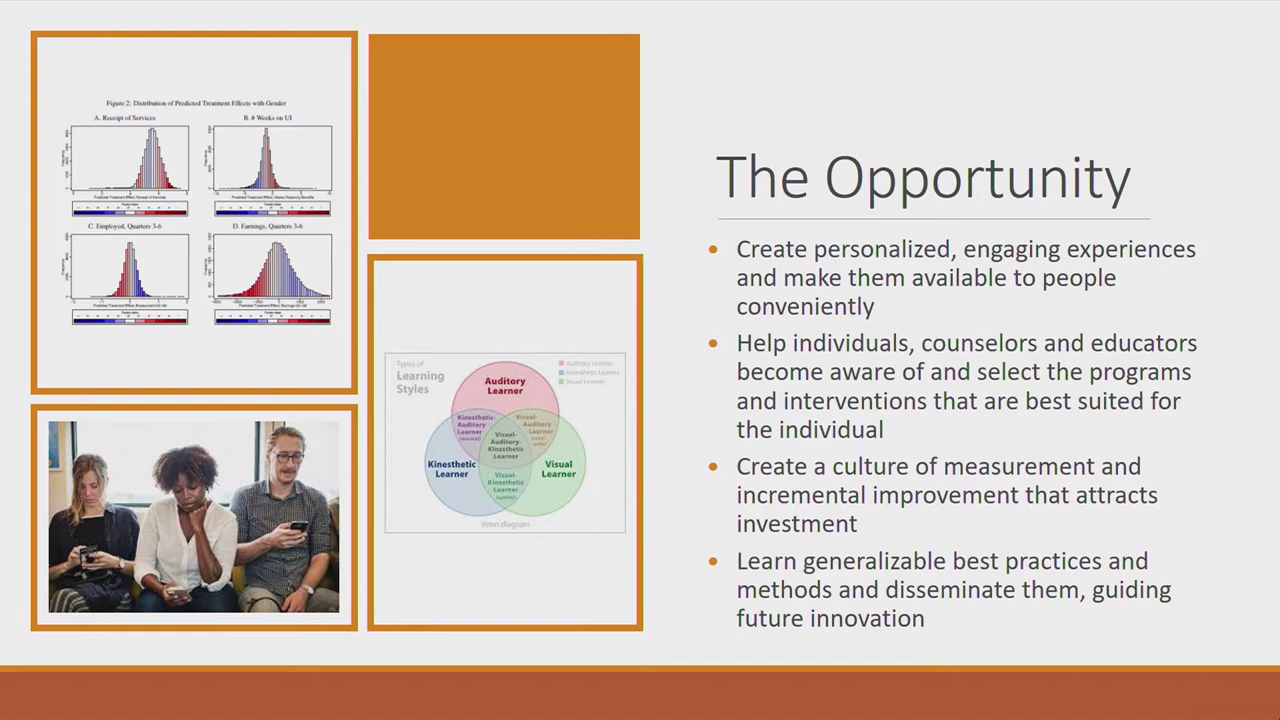 Figure 2: Distribution of Predicted Treatment Effects with Gender
A. Receipt of Services
B. # Weeks on UI
C. Employed, Quarters 3-6
D. Earnings, Quarters 3-6
Types of
Learning
Styles
Auditory Learner
Kinesthetic Learner
Visual Learner
Auditory
Learner
Kinesthetic-
Auditory
Learner
Visual-
Auditory
Learner
Visual-
Auditory-
Kinesthetic
Learner
Kinesthetic
Learner
Visual
Learner
Visual-
Kinesthetic
Learner
Venn diagram
The Opportunity
• Create personalized, engaging experiences
and make them available to people
conveniently
• Help individuals, counselors and educators
become aware of and select the programs
and interventions that are best suited for
the individual
• Create a culture of measurement and
incremental improvement that attracts
investment
• Learn generalizable best practices and
methods and disseminate them, guiding
future innovation